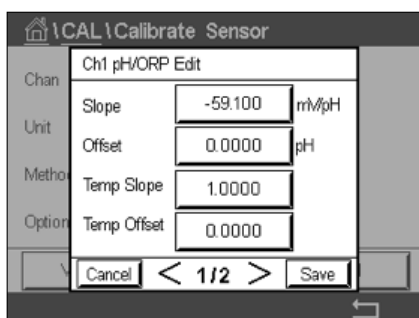 \CAL\Calibrate Sensor
Ch1 pH/ORP Edit
Chan
Slope -59.100 mV/pH
Unit
Offset 0.0000 pH
Temp Slope 1.0000
Option
Temp Offset 0.0000
Cancel < 1/2 > Save